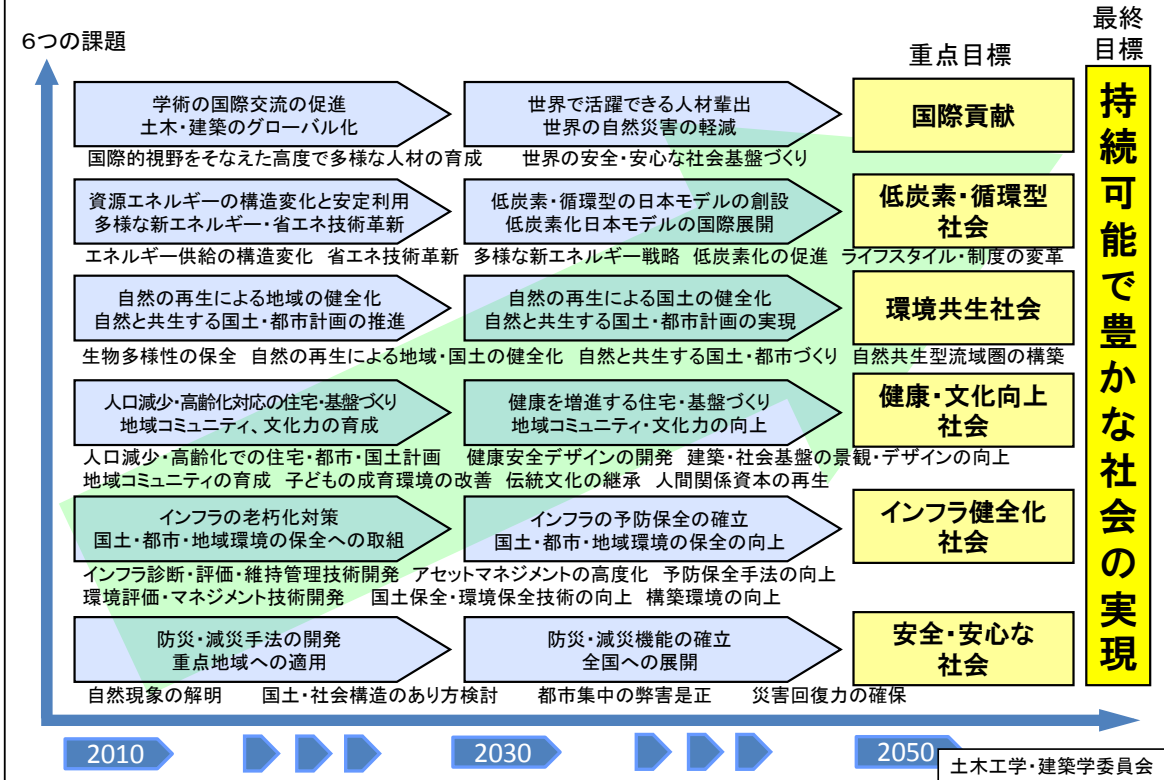 6つの課題
重点目標
最終
目標
学術の国際交流の促進
土木・建築のグローバル化
世界で活躍できる人材輩出
世界の自然災害の軽減
国際貢献
国際的視野をそなえた高度で多様な人材の育成 世界の安全・安心な社会基盤づくり
資源エネルギーの構造変化と安定利用
多様な新エネルギー・省エネ技術革新
低炭素・循環型の日本モデルの創設
低炭素化日本モデルの国際展開
低炭素・循環型
社会
エネルギー供給の構造変化 省エネ技術革新 多様な新エネルギー戦略 低炭素化の促進 ライフスタイル・制度の変革
自然の再生による地域の健全化
自然と共生する国土・都市計画の推進
自然の再生による国土の健全化
自然と共生する国土・都市計画の実現
環境共生社会
生物多様性の保全 自然の再生による地域・国土の健全化 自然と共生する国土・都市づくり 自然共生型流域圏の構築
人口減少・高齢化対応の住宅・基盤づくり
地域コミュニティ、文化力の育成
健康を増進する住宅・基盤づくり
地域コミュニティ・文化力の向上
健康・文化向上
社会
人口減少・高齢化での住宅・都市・国土計画 健康安全デザインの開発 建築・社会基盤の景観・デザインの向上
地域コミュニティの育成 子どもの成育環境の改善 伝統文化の継承 人間関係資本の再生
インフラの老朽化対策
国土・都市・地域環境の保全への取組
インフラの予防保全の確立
国土・都市・地域環境の保全の向上
インフラ健全化
社会
インフラ診断・評価・維持管理技術開発 アセットマネジメントの高度化 予防保全手法の向上
環境評価・マネジメント技術開発 国土保全・環境保全技術の向上 構築環境の向上
防災・減災手法の開発
重点地域への適用
防災・減災機能の確立
全国への展開
安全・安心な
社会
自然現象の解明 国土・社会構造のあり方検討 都市集中の弊害是正 災害回復力の確保
持続可能で豊かな社会の実現
2010
2030
2050
土木工学・建築学委員会